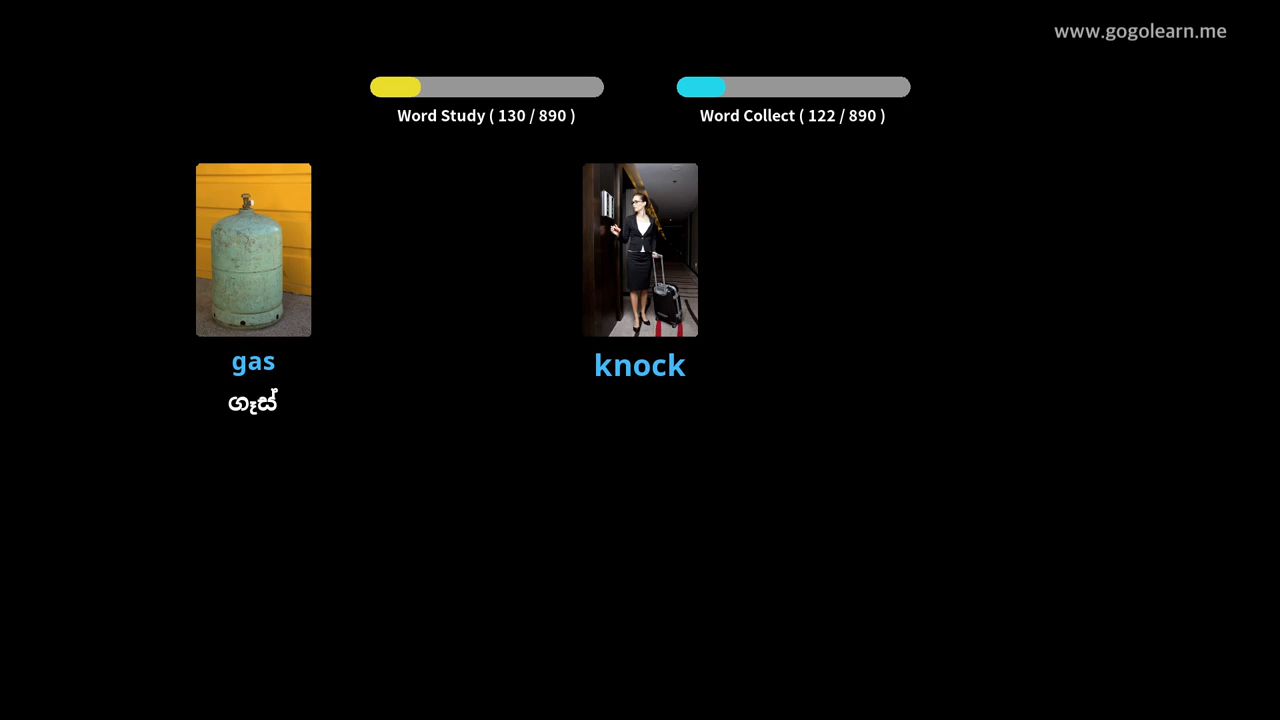 www.gogolearn.me
Word Study ( 130 / 890 )
Word Collect ( 122 / 890 )
gas
ගෑස්
knock